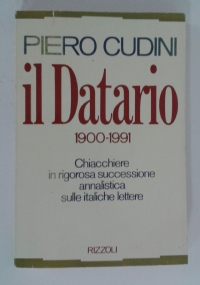 PIERO CUDINI
il Datario
1900-1991
Chiacchiere
in rigorosa successione
annalistica
sulle italiche lettere
RIZZOLI